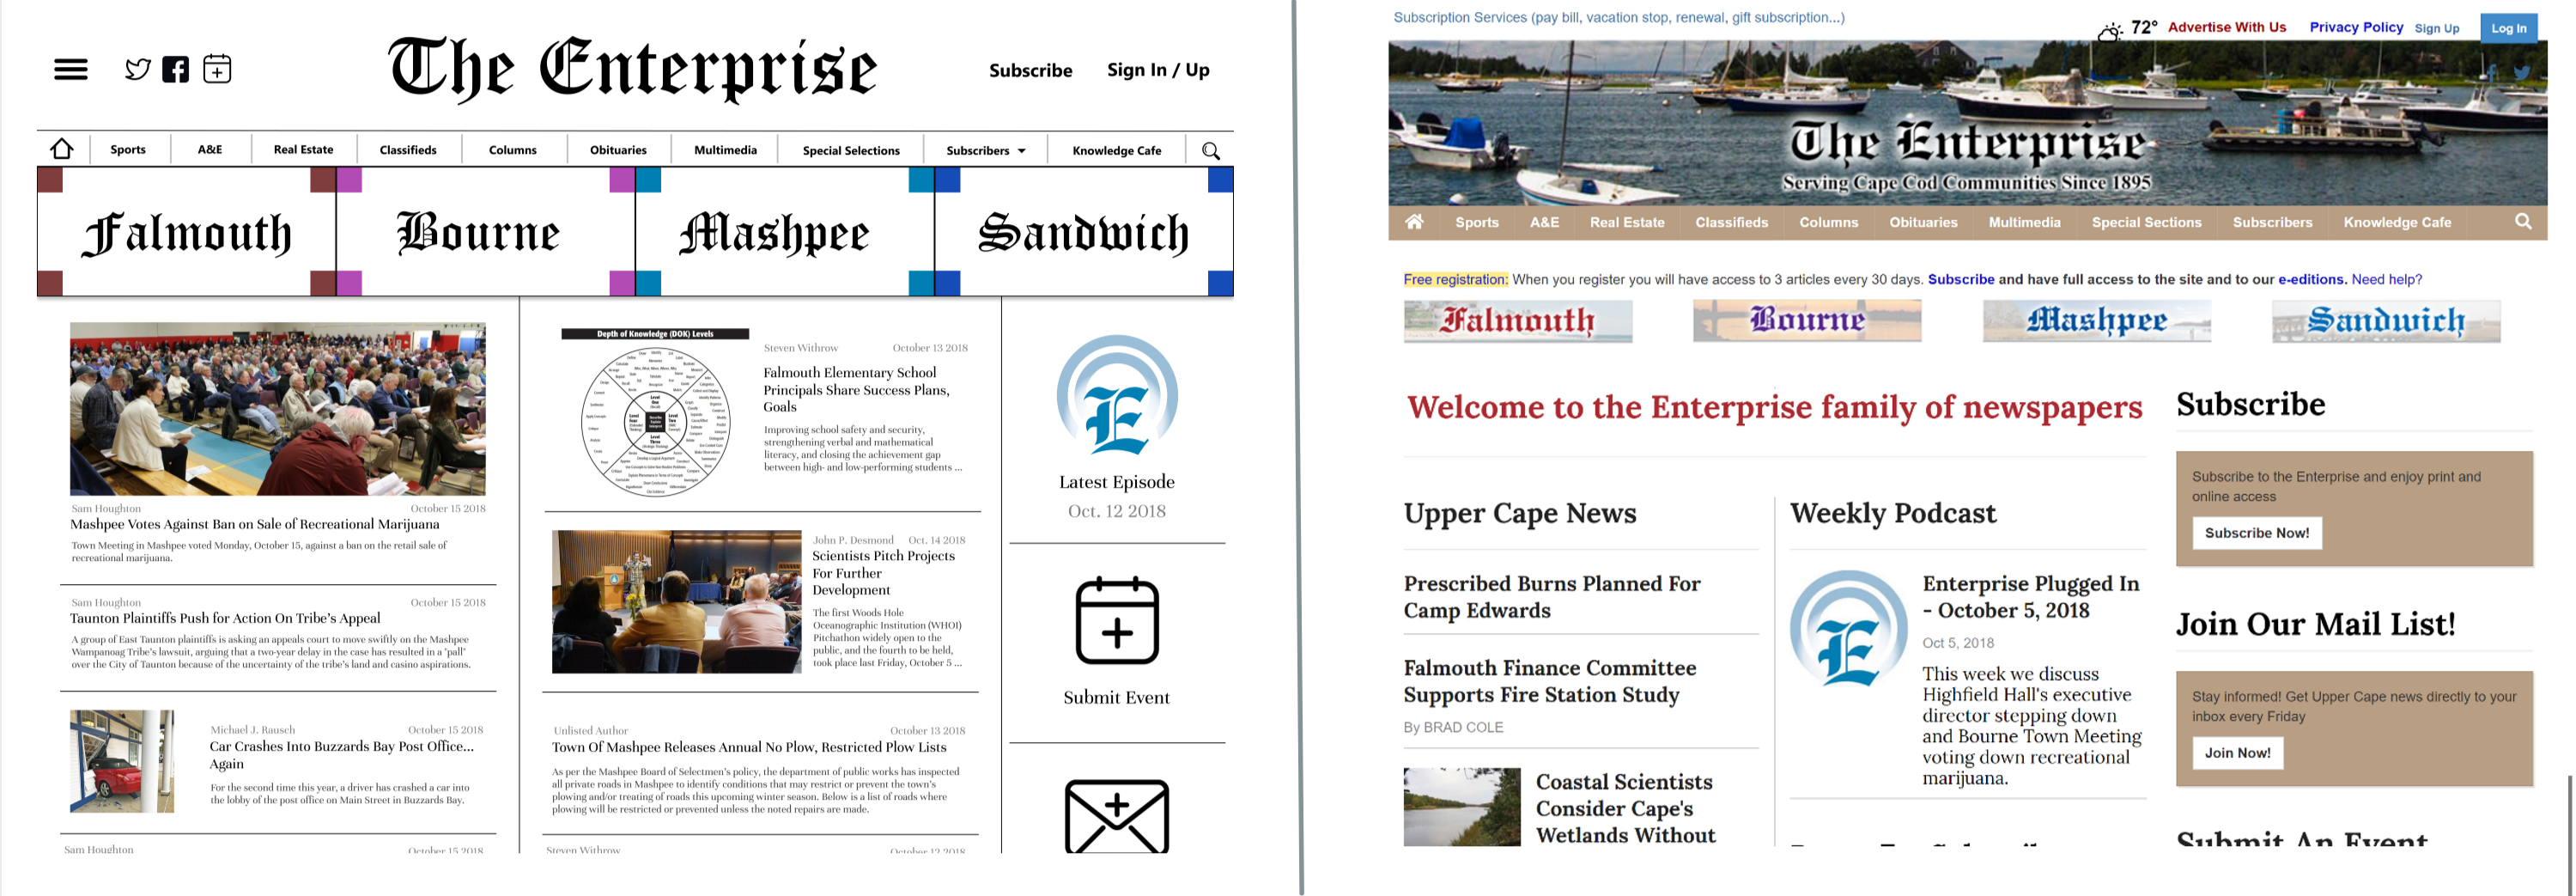 The Enterprise
Subscribe
Sign In / Up
Sports
A&E
Real Estate
Classifieds
Columns
Obituaries
Multimedia
Special Selections
Subscribers
Knowledge Cafe
Falmouth
Bourne
Mashpee
Sandwich
Sam Houghton
October 15 2018
Mashpee Votes Against Ban on Sale of Recreational Marijuana
Town Meeting in Mashpee voted Monday, October 15, against a ban on the retail sale of
recreational marijuana.
Sam Houghton
October 15 2018
Taunton Plaintiffs Push for Action On Tribe's Appeal
A group of East Taunton plaintiffs is asking an appeals court to move swiftly on the Mashpee
Wampanoag Tribe's lawsuit, arguing that a two-year delay in the case has resulted in a "pall"
over the City of Taunton because of the uncertainty of the tribe's land and casino aspirations.
Michael J. Rausch
October 15 2018
Car Crashes Into Buzzards Bay Post Office...
Again
For the second time this year, a driver has crashed a car into
the lobby of the post office on Main Street in Buzzards Bay.
Sam Houghton
October 15 2018
Depth of Knowledge (DOK) Levels
Steven Withrow
October 13 2018
Falmouth Elementary School
Principals Share Success Plans,
Goals
Improving school safety and security,
strengthening verbal and mathematical
literacy, and closing the achievement gap
between high- and low-performing students ...
John P. Desmond
Oct. 14 2018
Scientists Pitch Projects
For Further
Development
The first Woods Hole
Oceanographic Institution (WHOI)
Pitchathon widely open to the
public, and the fourth to be held,
took place last Friday, October 5 ...
Unlisted Author
October 13 2018
Town Of Mashpee Releases Annual No Plow, Restricted Plow Lists
As per the Mashpee Board of Selectmen's policy, the department of public works has inspected
all private roads in Mashpee to identify conditions that may restrict or prevent the town's
plowing and/or treating of roads this upcoming winter season. Below is a list of roads where
plowing will be restricted or prevented unless the noted repairs are made.
Steven Withrow
October 12 2018
E
Latest Episode
Oct. 12 2018
Submit Event
Subscription Services (pay bill, vacation stop, renewal, gift subscription...)
72°
Advertise With Us
Privacy Policy
Sign Up
Log In
The Enterprise
Serving Cape Cod Communities Since 1895
Sports
A&E
Real Estate
Classifieds
Columns
Obituaries
Multimedia
Special Sections
Subscribers
Knowledge Cafe
Free registration: When you register you will have access to 3 articles every 30 days. Subscribe and have full access to the site and to our e-editions. Need help?
Falmouth
Bourne
Mashpee
Sandwich
Welcome to the Enterprise family of newspapers
Upper Cape News
Prescribed Burns Planned For
Camp Edwards
Falmouth Finance Committee
Supports Fire Station Study
By BRAD COLE
Coastal Scientists
Consider Cape's
Wetlands Without
Weekly Podcast
E
Enterprise Plugged In
- October 5, 2018
Oct 5, 2018
This week we discuss
Highfield Hall's executive
director stepping down
and Bourne Town Meeting
voting down recreational
marijuana.
Subscribe
Subscribe to the Enterprise and enjoy print and
online access
Subscribe Now!
Join Our Mail List!
Stay informed! Get Upper Cape news directly to your
inbox every Friday
Join Now!
Submit An Event